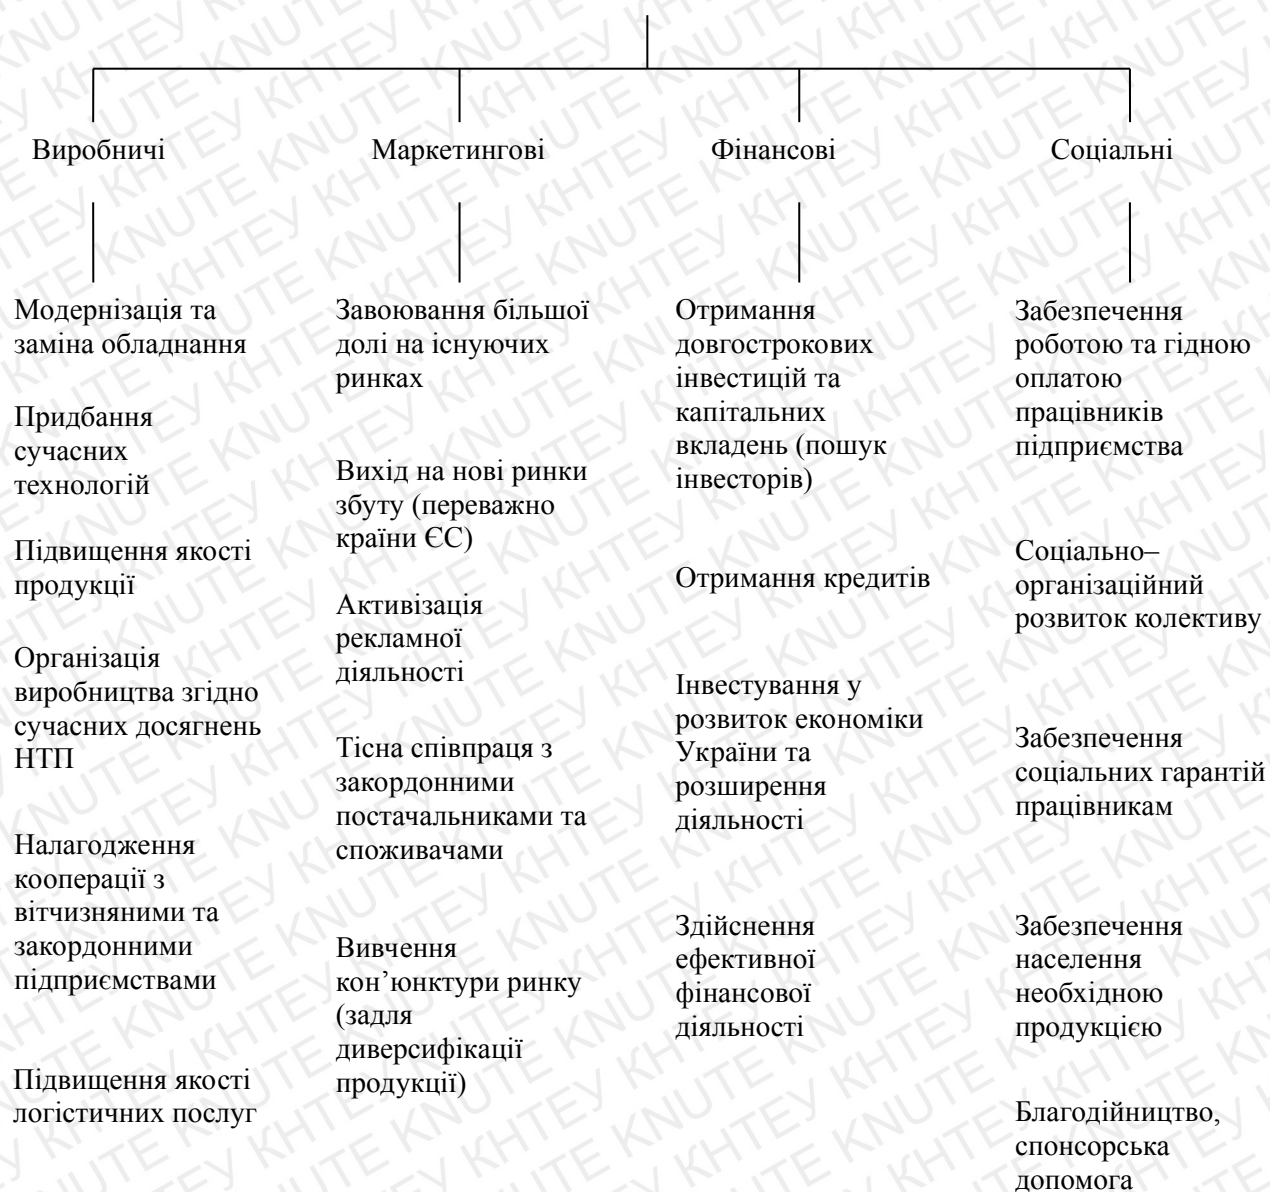 Виробничі
Маркетингові
Фінансові
Соціальні
Модернізація та
заміна обладнання
Придбання
сучасних
технологій
Підвищення якості
продукції
Організація
виробництва згідно
сучасних досягнень
НТП
Налагодження
кооперації з
вітчизняними та
закордонними
підприємствами
Підвищення якості
логістичних послуг
Завоювання більшої
долі на існуючих
ринках
Вихід на нові ринки
збуту (переважно
країни ЄС)
Активізація
рекламної
діяльності
Тісна співпраця з
закордонними
постачальниками та
споживачами
Вивчення
кон’юнктури ринку
(задля
диверсифікації
продукції)
Отримання
довгострокових
інвестицій та
капітальних
вкладень (пошук
інвесторів)
Отримання кредитів
Інвестування у
розвиток економіки
України та
розширення
діяльності
Здійснення
ефективної
фінансової
діяльності
Забезпечення
роботою та гідною
оплатою
працівників
підприємства
Соціально–
організаційний
розвиток колективу
Забезпечення
соціальних гарантій
працівникам
Забезпечення
населення
необхідною
продукцією
Благодійництво,
спонсорська
допомога